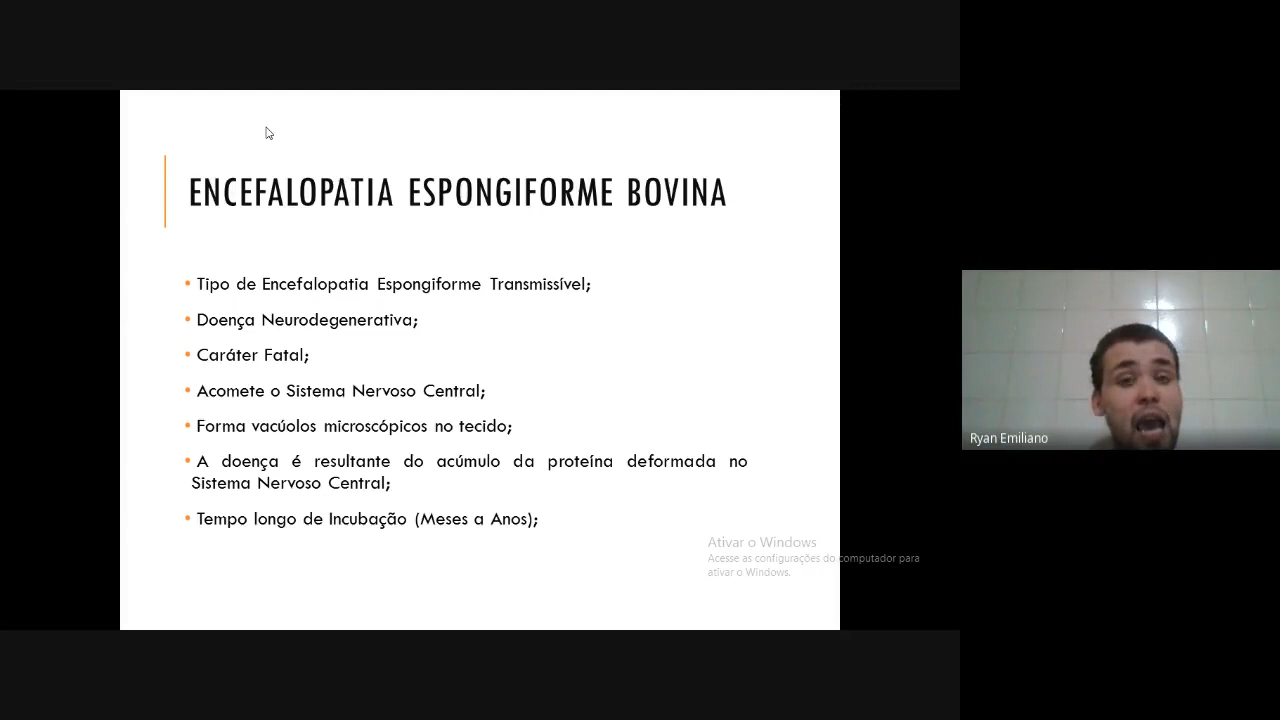 ENCEFALOPATIA ESPONGIFORME BOVINA
• Tipo de Encefalopatia Espongiforme Transmissível;
• Doença Neurodegenerativa;
• Caráter Fatal;
• Acomete o Sistema Nervoso Central;
• Forma vacúolos microscópicos no tecido;
• A doença é resultante do acúmulo da proteína deformada no
Sistema Nervoso Central;
• Tempo longo de Incubação (Meses a Anos);
Ativar o Windows
Acesse as configurações do computador para
ativar o Windows.
Ryan Emiliano